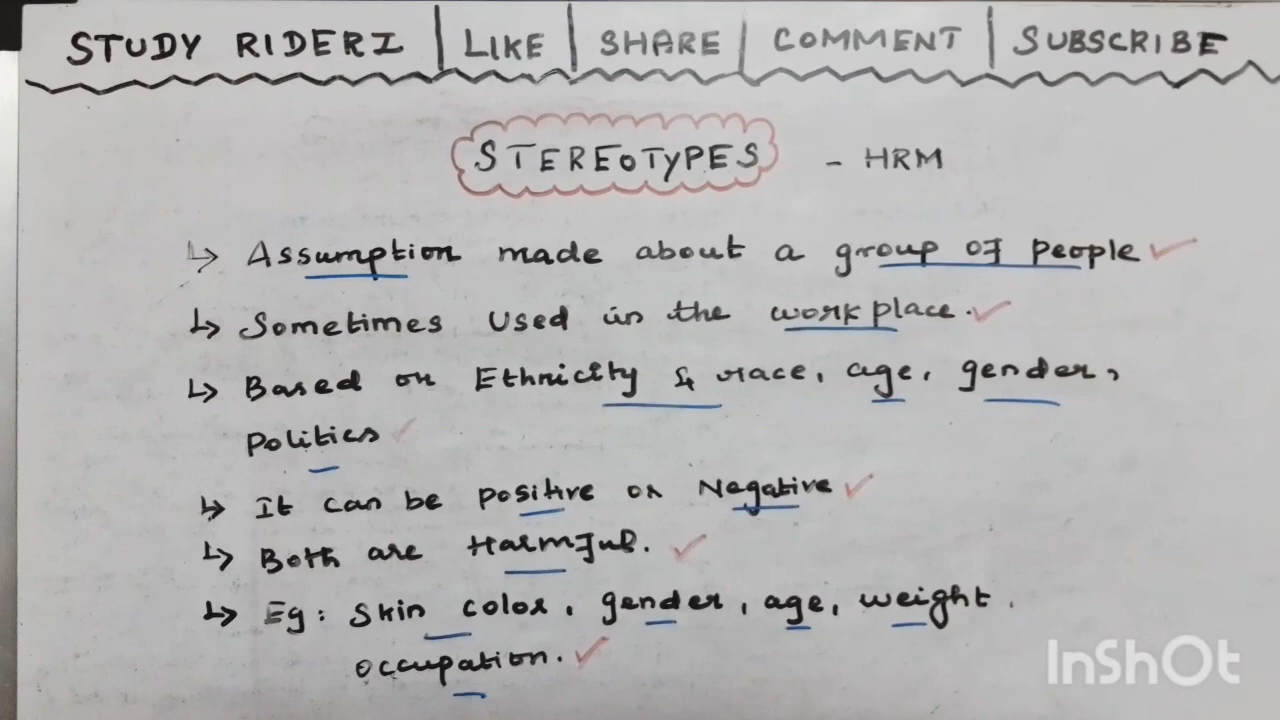 STUDY RIDERZ | LIKE | SHARE | COMMENT | SUBSCRIBE
STEREOTYPES - HRM
↳ Assumption made about a group of people ✓
↳ Sometimes used in the workplace. ✓
↳ Based on Ethnicity & race, age, gender,
politics ✓
↳ It can be positive or Negative ✓
↳ Both are Harmful. ✓
↳ Eg: Skin color, gender, age, weight.
occupation. ✓
InShOt